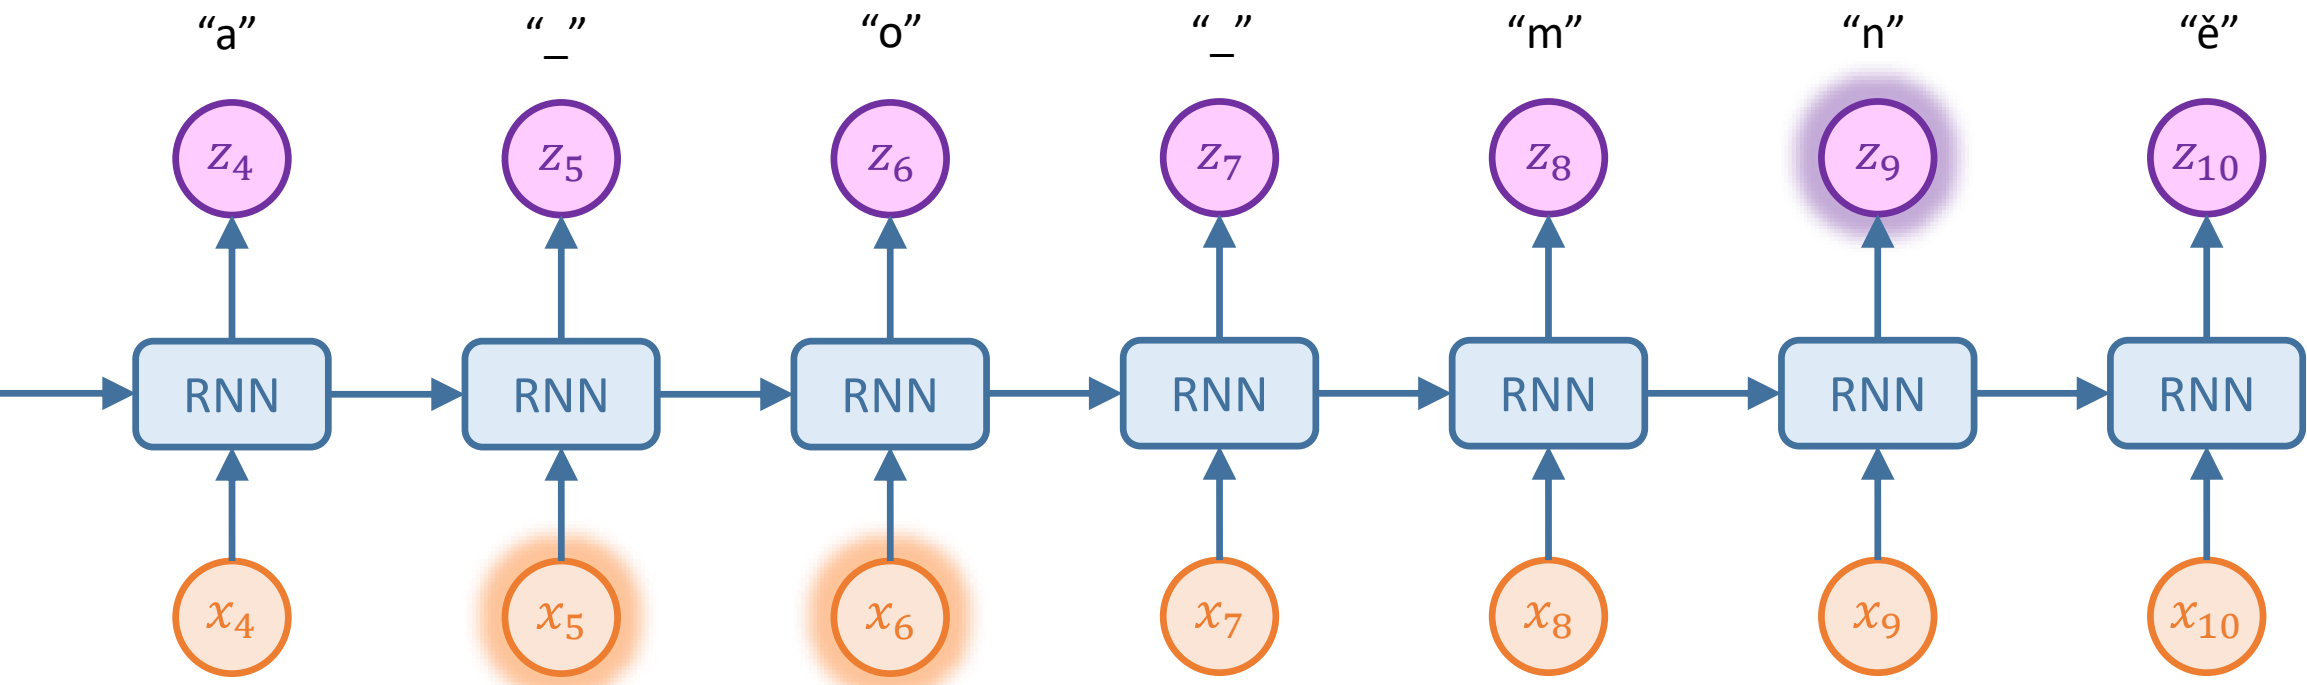 “a” “_” “o” “_” “m” “n” “ě”
z4 z5 z6 z7 z8 z9 z10
RNN RNN RNN RNN RNN RNN RNN
x4 x5 x6 x7 x8 x9 x10